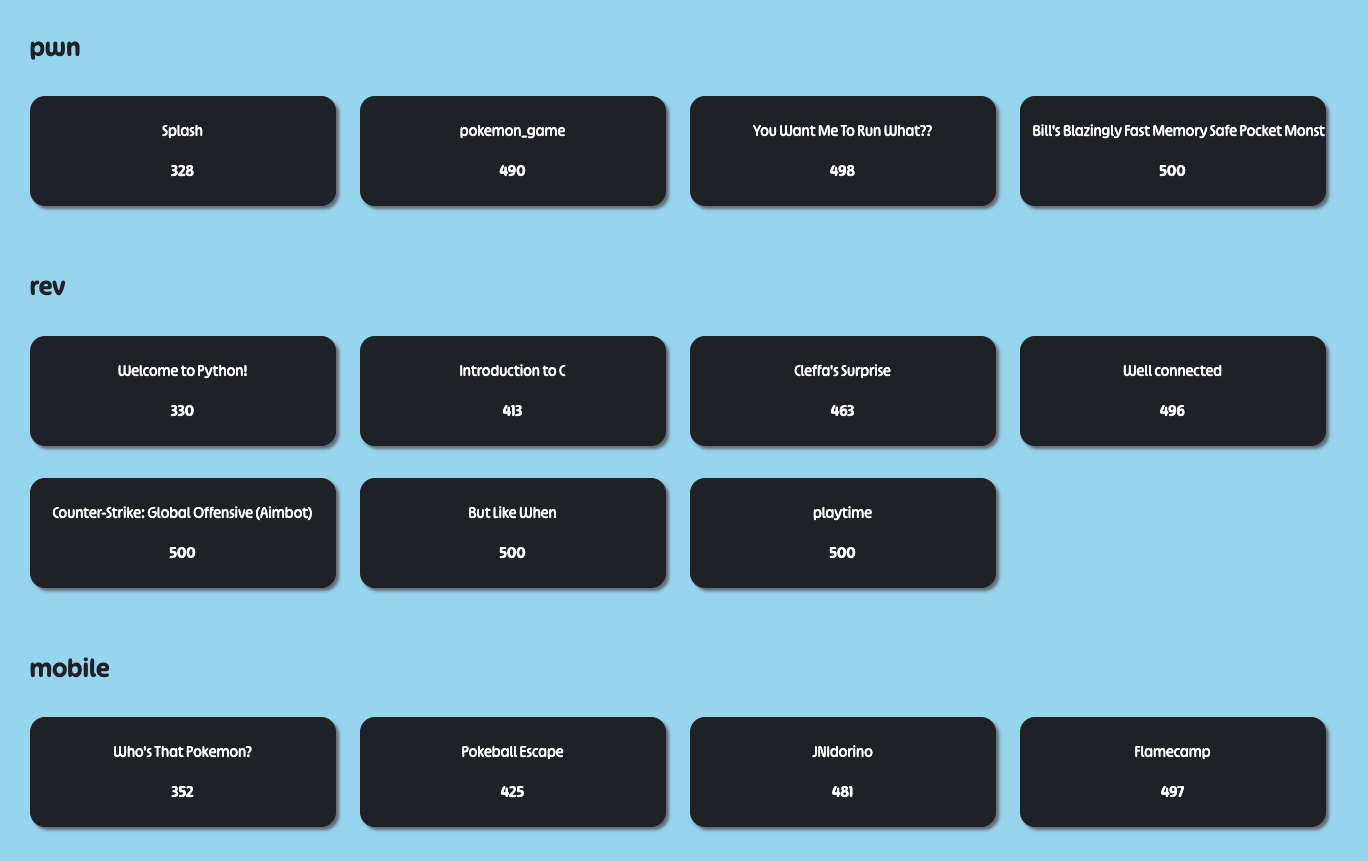 pwn
Splash
328
pokemon_game
490
You Want Me To Run What??
498
Bill's Blazingly Fast Memory Safe Pocket Monst
500
rev
Welcome to Python!
330
Introduction to C
413
Cleffa's Surprise
463
Well connected
496
Counter-Strike: Global Offensive (Aimbot)
500
But Like When
500
playtime
500
mobile
Who's That Pokemon?
352
Pokeball Escape
425
JNIdorino
481
Flamecamp
497